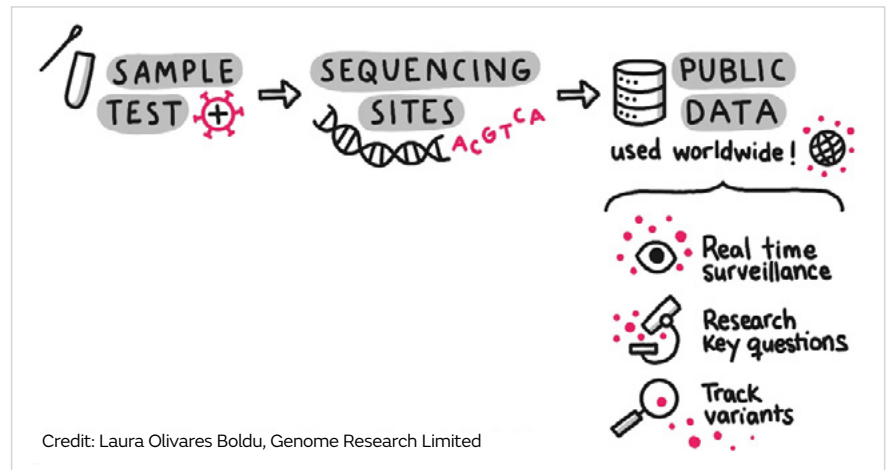 SAMPLE
TEST
SEQUENCING
SITES
ACGTCA
PUBLIC
DATA
used worldwide!
Real time
surveillance
Research
Key questions
Track
variants
Credit: Laura Olivares Boldu, Genome Research Limited